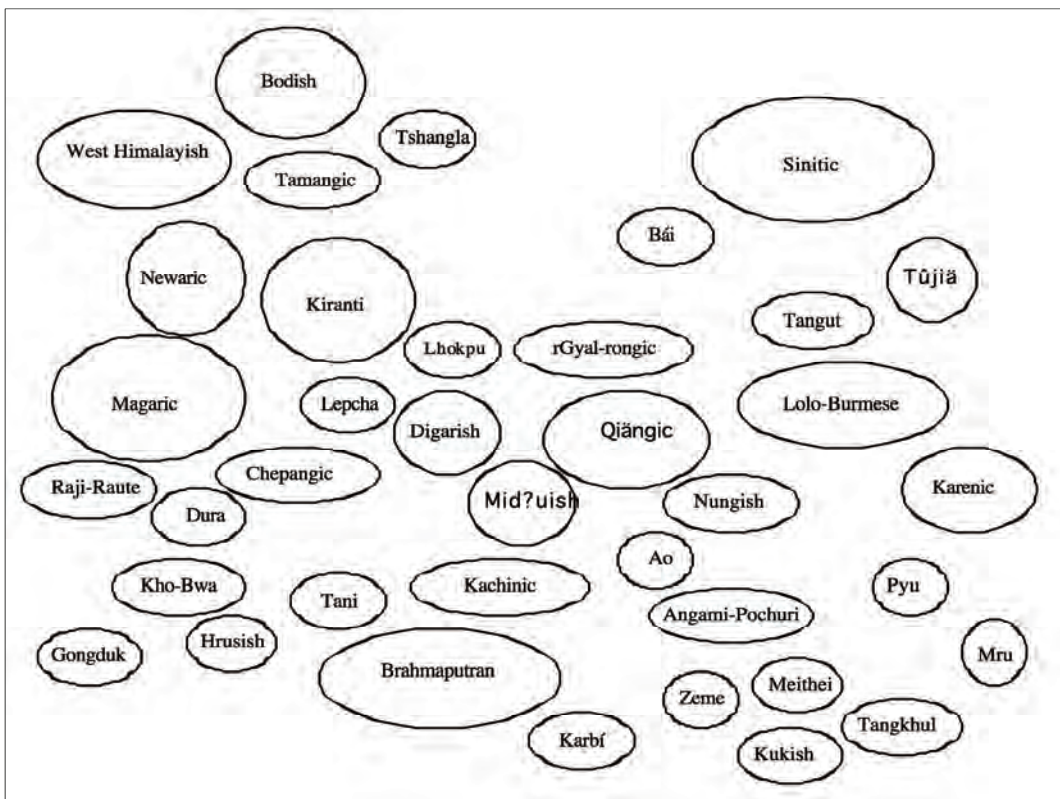 Bodish
Tshangla
West Himalayish
Sinitic
Tamangic
Bái
Newaric
Tûjiä
Kiranti
Tangut
Lhokpu
rGyal-rongic
Magaric
Lepcha
Lolo-Burmese
Digarish
Qiängic
Chepangic
Raji-Raute
Karenic
Mid?uish
Nungish
Dura
Ao
Kho-Bwa
Kachinic
Pyu
Tani
Angami-Pochuri
Hrusish
Gongduk
Mru
Brahmaputran
Meithei
Zeme
Tangkhul
Karbí
Kukish